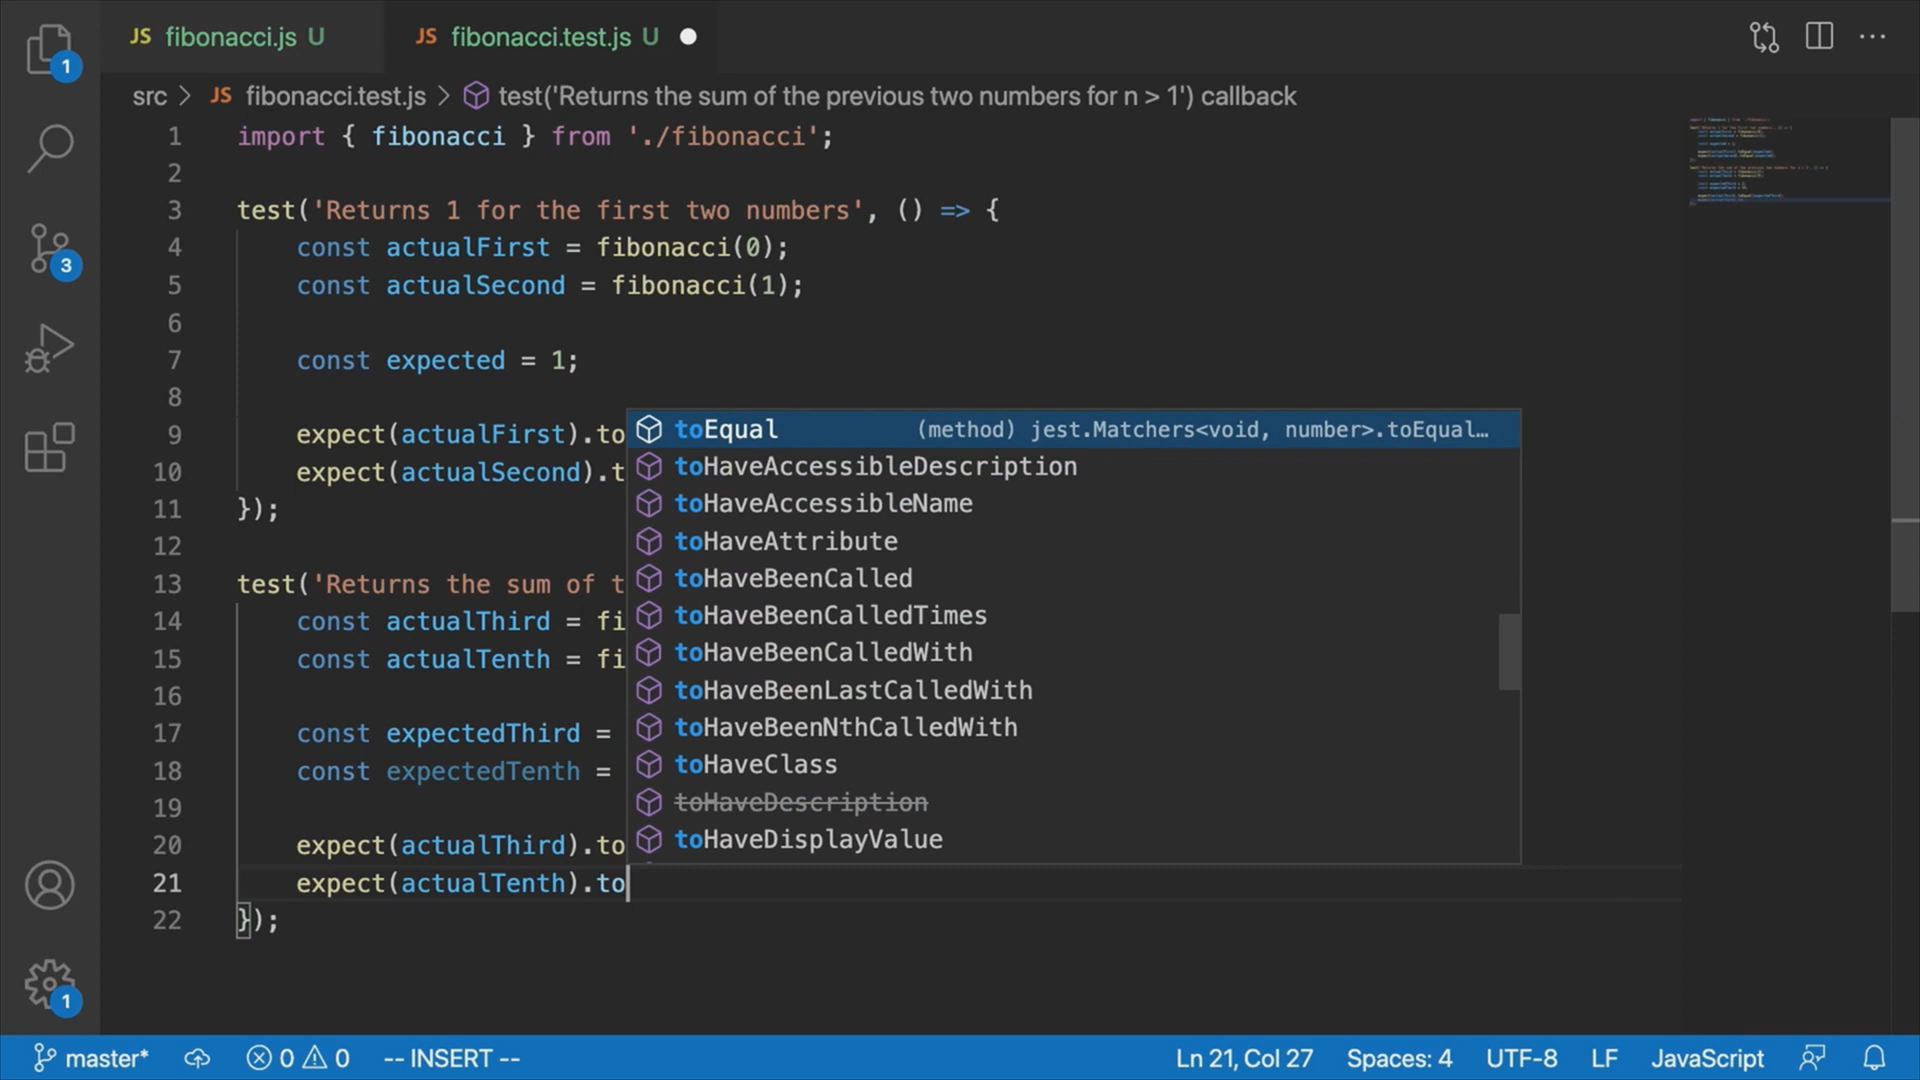 JS fibonacci.js U
JS fibonacci.test.js U
src > JS fibonacci.test.js > test('Returns the sum of the previous two numbers for n > 1') callback
1 import { fibonacci } from './fibonacci';
2
3 test('Returns 1 for the first two numbers', () => {
4 const actualFirst = fibonacci(0);
5 const actualSecond = fibonacci(1);
6
7 const expected = 1;
8
9 expect(actualFirst).to
10 expect(actualSecond).t
11 });
12
13 test('Returns the sum of t
14 const actualThird = fi
15 const actualTenth = fi
16
17 const expectedThird =
18 const expectedTenth =
19
20 expect(actualThird).to
21 expect(actualTenth).to
22 });
toEqual (method) jest.Matchers<void, number>.toEqual…
toHaveAccessibleDescription
toHaveAccessibleName
toHaveAttribute
toHaveBeenCalled
toHaveBeenCalledTimes
toHaveBeenCalledWith
toHaveBeenLastCalledWith
toHaveBeenNthCalledWith
toHaveClass
toHaveDescription
toHaveDisplayValue
1
3
1
master* 0 0 -- INSERT -- Ln 21, Col 27 Spaces: 4 UTF-8 LF JavaScript